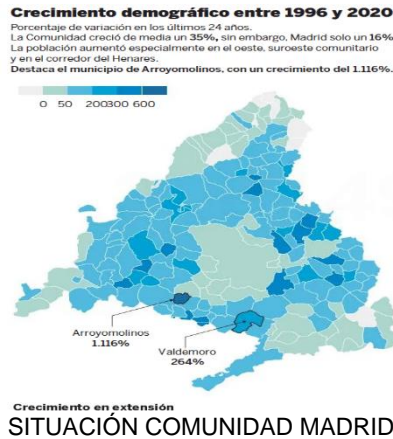 Crecimiento demográfico entre 1996 y 2020
Porcentaje de variación en los últimos 24 años.
La Comunidad creció de media un 35%, sin embargo, Madrid solo un 16%
La población aumentó especialmente en el oeste, suroeste comunitario
y en el corredor del Henares.
Destaca el municipio de Arroyomolinos, con un crecimiento del 1.116%.
0 50 200300 600
Arroyomolinos
1.116%
Valdemoro
264%
Crecimiento en extensión
SITUACIÓN COMUNIDAD MADRID